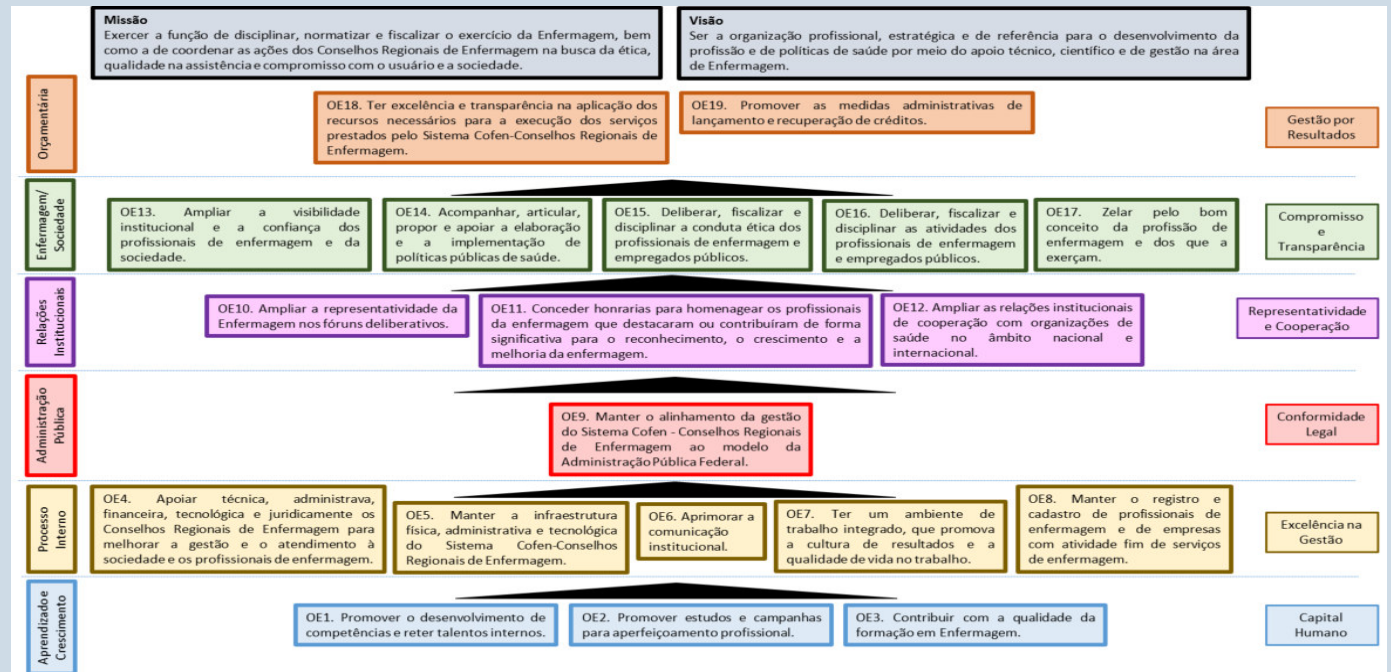 Missão
Exercer a função de disciplinar, normatizar e fiscalizar o exercício da Enfermagem, bem
como a de coordenar as ações dos Conselhos Regionais de Enfermagem na busca da ética,
qualidade na assistência e compromisso com o usuário e a sociedade.
Visão
Ser a organização profissional, estratégica e de referência para o desenvolvimento da
profissão e de políticas de saúde por meio do apoio técnico, científico e de gestão na área
de Enfermagem.
Orçamentária
OE18. Ter excelência e transparência na aplicação dos
recursos necessários para a execução dos serviços
prestados pelo Sistema Cofen-Conselhos Regionais de
Enfermagem.
OE19. Promover as medidas administrativas de
lançamento e recuperação de créditos.
Gestão por
Resultados
Enfermagem/
Sociedade
OE13. Ampliar a visibilidade
institucional e a confiança dos
profissionais de enfermagem e da
sociedade.
OE14. Acompanhar, articular,
propor e apoiar a elaboração
e a implementação de
políticas públicas de saúde.
OE15. Deliberar, fiscalizar e
disciplinar a conduta ética dos
profissionais de enfermagem e
empregados públicos.
OE16. Deliberar, fiscalizar e
disciplinar as atividades dos
profissionais de enfermagem
e empregados públicos.
OE17. Zelar pelo bom
conceito da profissão de
enfermagem e dos que a
exerçam.
Compromisso
e
Transparência
Relações
Institucionais
OE10. Ampliar a representatividade da
Enfermagem nos fóruns deliberativos.
OE11. Conceder honrarias para homenagear os profissionais
da enfermagem que destacaram ou contribuíram de forma
significativa para o reconhecimento, o crescimento e a
melhoria da enfermagem.
OE12. Ampliar as relações institucionais
de cooperação com organizações de
saúde no âmbito nacional e
internacional.
Representatividade
e Cooperação
Administração
Pública
OE9. Manter o alinhamento da gestão
do Sistema Cofen - Conselhos Regionais
de Enfermagem ao modelo da
Administração Pública Federal.
Conformidade
Legal
Processo
Interno
OE4. Apoiar técnica, administrava,
financeira, tecnológica e juridicamente os
Conselhos Regionais de Enfermagem para
melhorar a gestão e o atendimento à
sociedade e os profissionais de enfermagem.
OE5. Manter a infraestrutura
física, administrativa e tecnológica
do Sistema Cofen-Conselhos
Regionais de Enfermagem.
OE6. Aprimorar a
comunicação
institucional.
OE7. Ter um ambiente de
trabalho integrado, que promova
a cultura de resultados e a
qualidade de vida no trabalho.
OE8. Manter o registro e
cadastro de profissionais de
enfermagem e de empresas
com atividade fim de serviços
de enfermagem.
Excelência na
Gestão
Aprendizado e
Crescimento
OE1. Promover o desenvolvimento de
competências e reter talentos internos.
OE2. Promover estudos e campanhas
para aperfeiçoamento profissional.
OE3. Contribuir com a qualidade da
formação em Enfermagem.
Capital
Humano